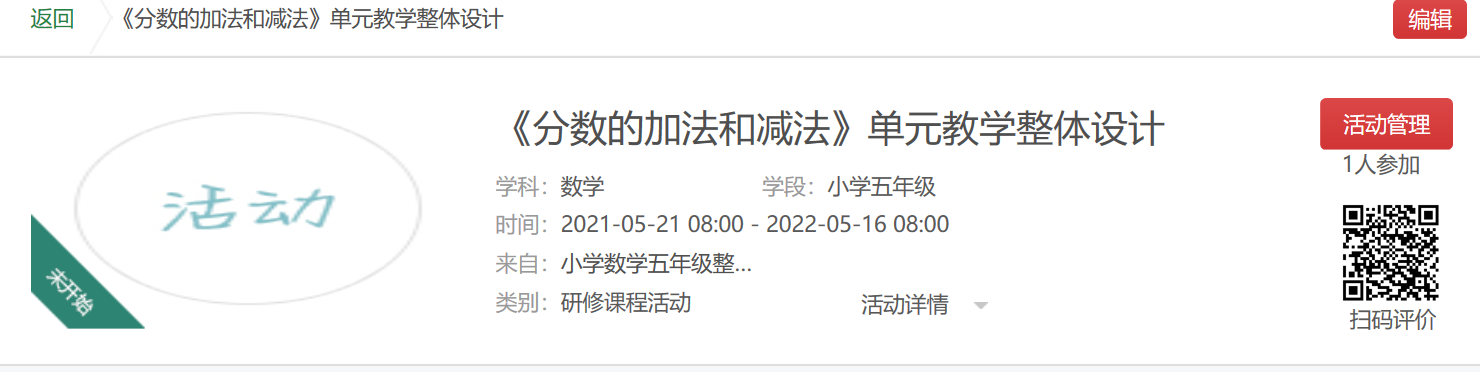 返回 《分数的加法和减法》单元教学整体设计 编辑
活动
未开始
《分数的加法和减法》单元教学整体设计
学科：数学 学段：小学五年级
时间：2021-05-21 08:00 - 2022-05-16 08:00
来自：小学数学五年级整...
类别：研修课程活动 活动详情
活动管理
1人参加
扫码评价